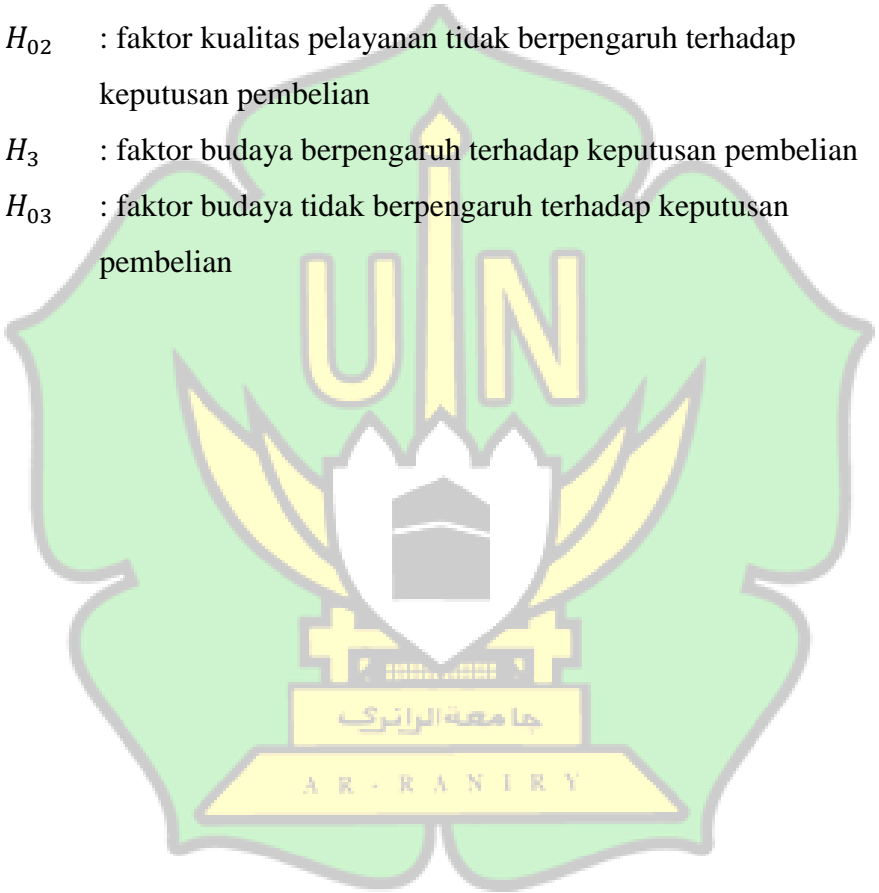 H₀₂ : faktor kualitas pelayanan tidak berpengaruh terhadap
keputusan pembelian
H₃ : faktor budaya berpengaruh terhadap keputusan pembelian
H₀₃ : faktor budaya tidak berpengaruh terhadap keputusan
pembelian
UIN
جامعة الرانري
AR-RANIRY